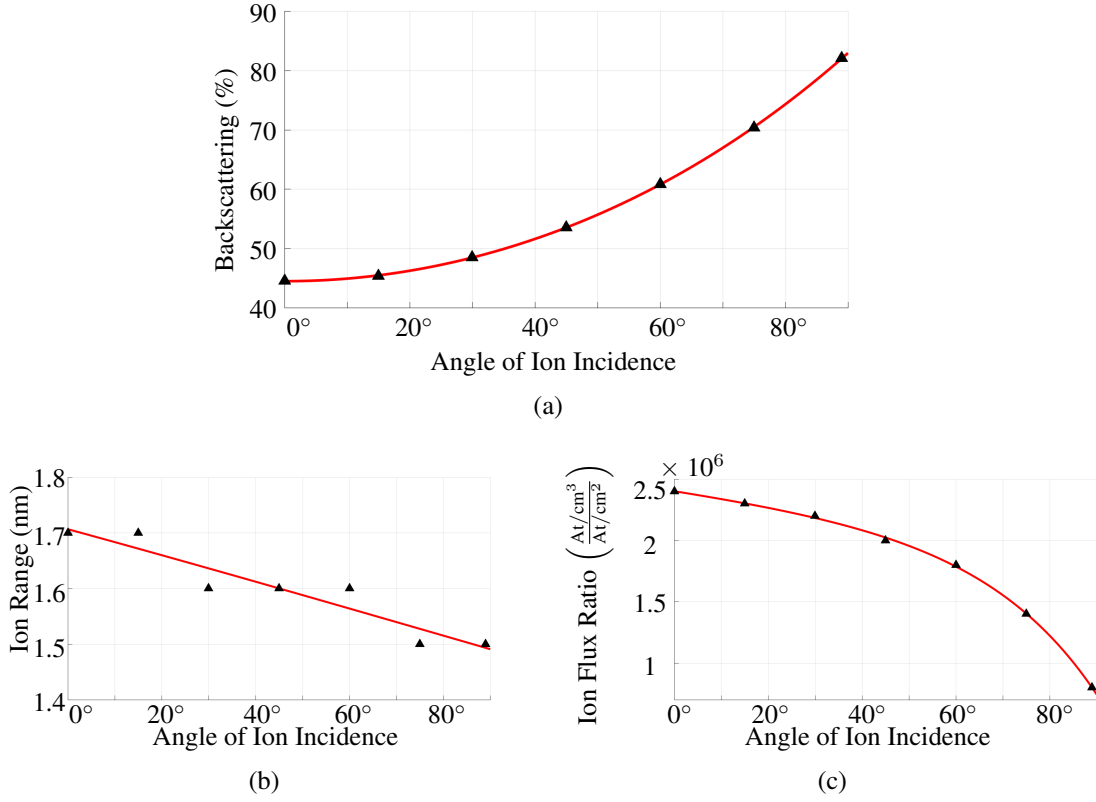 90
80
70
60
50
40
Backscattering (%)
0° 20° 40° 60° 80°
Angle of Ion Incidence
(a)
1.8
1.7
1.6
1.5
1.4
Ion Range (nm)
0° 20° 40° 60° 80°
Angle of Ion Incidence
(b)
× 10⁶
2.5
2
1.5
1
Ion Flux Ratio (At/cm³ / At/cm²)
0° 20° 40° 60° 80°
Angle of Ion Incidence
(c)